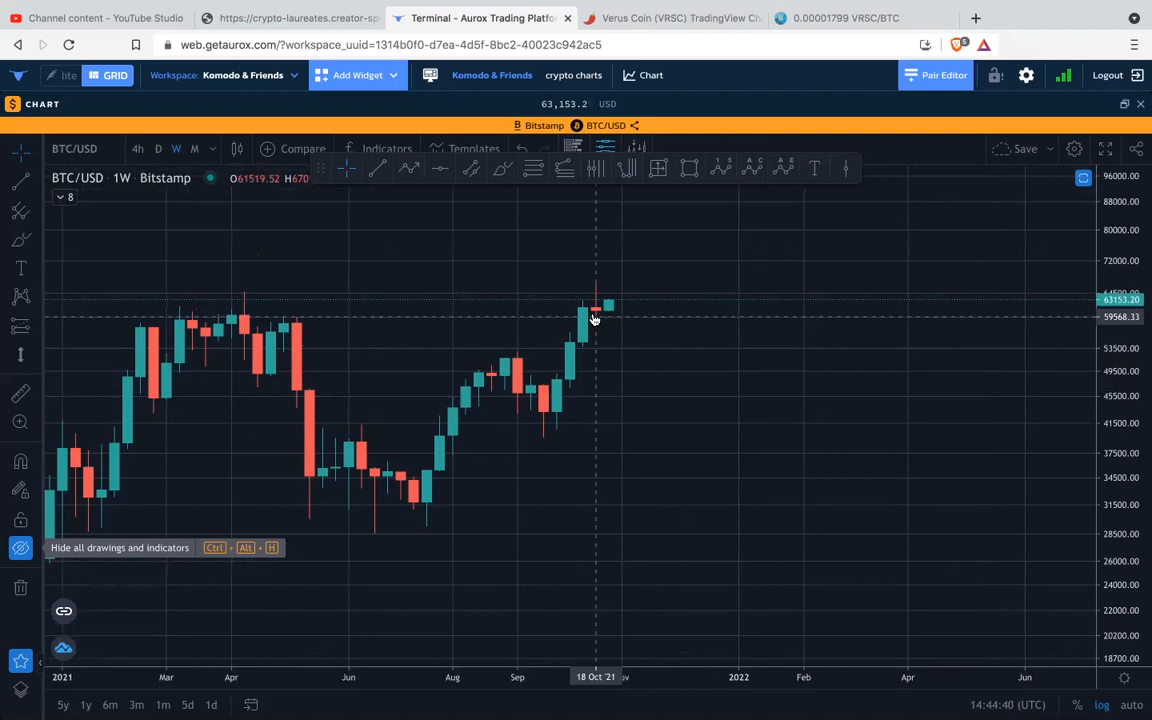 Channel content - YouTube Studio
https://crypto-laureates.creator-sp
Terminal - Aurox Trading Platfo
Verus Coin (VRSC) TradingView Ch
0.00001799 VRSC/BTC
web.getaurox.com/?workspace_uuid=1314b0f0-d7ea-4d5f-8bc2-40023c942ac5
5
lite GRID Workspace: Komodo & Friends Add Widget Komodo & Friends crypto charts Chart Pair Editor Logout
$ CHART 63,153.2 USD
Bitstamp BTC/USD
BTC/USD 4h D W M Compare Indicators Templates Save
BTC/USD · 1W · Bitstamp O61519.52 H670
8
96000.00
88000.00
80000.00
72000.00
63153.20
59568.33
53500.00
49500.00
45500.00
41500.00
37500.00
34500.00
31500.00
28500.00
26000.00
24000.00
22000.00
20200.00
18700.00
Hide all drawings and indicators Ctrl + Alt + H
2021 Mar Apr Jun Aug Sep 18 Oct '21 2022 Feb Apr Jun
5y 1y 6m 3m 1m 5d 1d 14:44:40 (UTC) % log auto